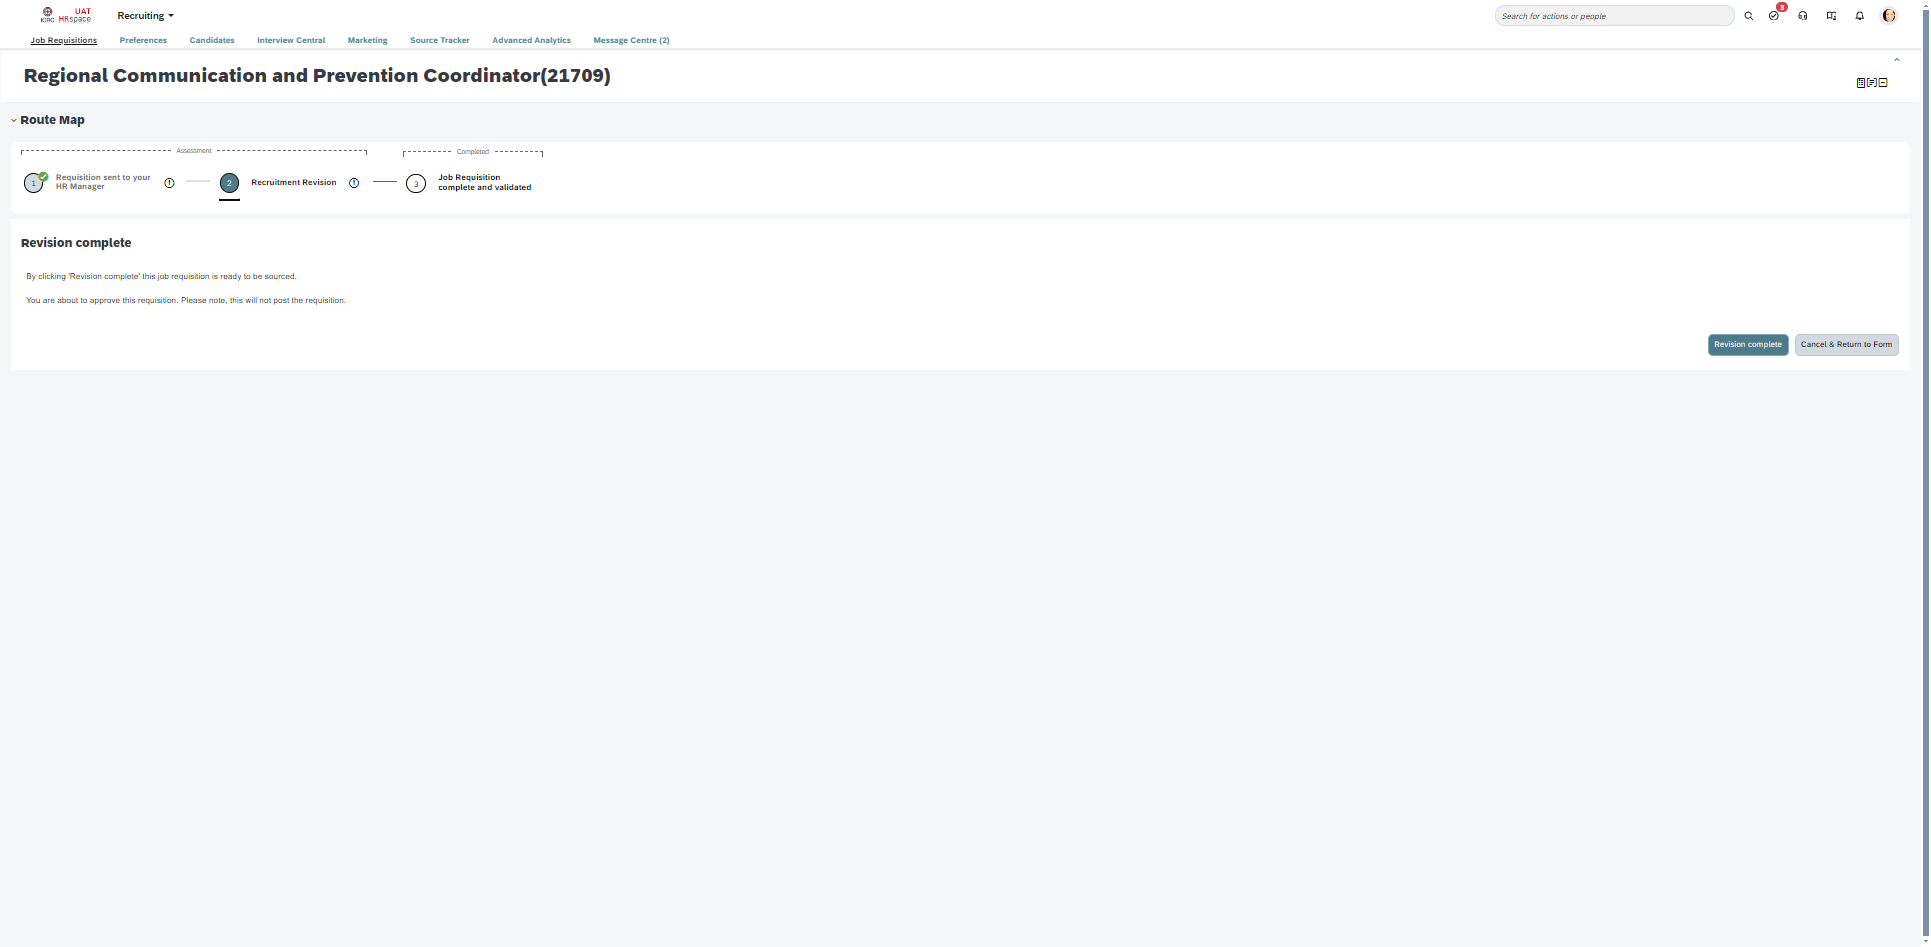 ICRC UAT HRspace Recruiting Search for actions or people 3
Job Requisitions Preferences Candidates Interview Central Marketing Source Tracker Advanced Analytics Message Centre (2)
Regional Communication and Prevention Coordinator(21709)
Route Map
Assessment Completed
1 Requisition sent to your HR Manager
2 Recruitment Revision
3 Job Requisition complete and validated
Revision complete
By clicking 'Revision complete' this job requisition is ready to be sourced.
You are about to approve this requisition. Please note, this will not post the requisition.
Revision complete Cancel & Return to Form